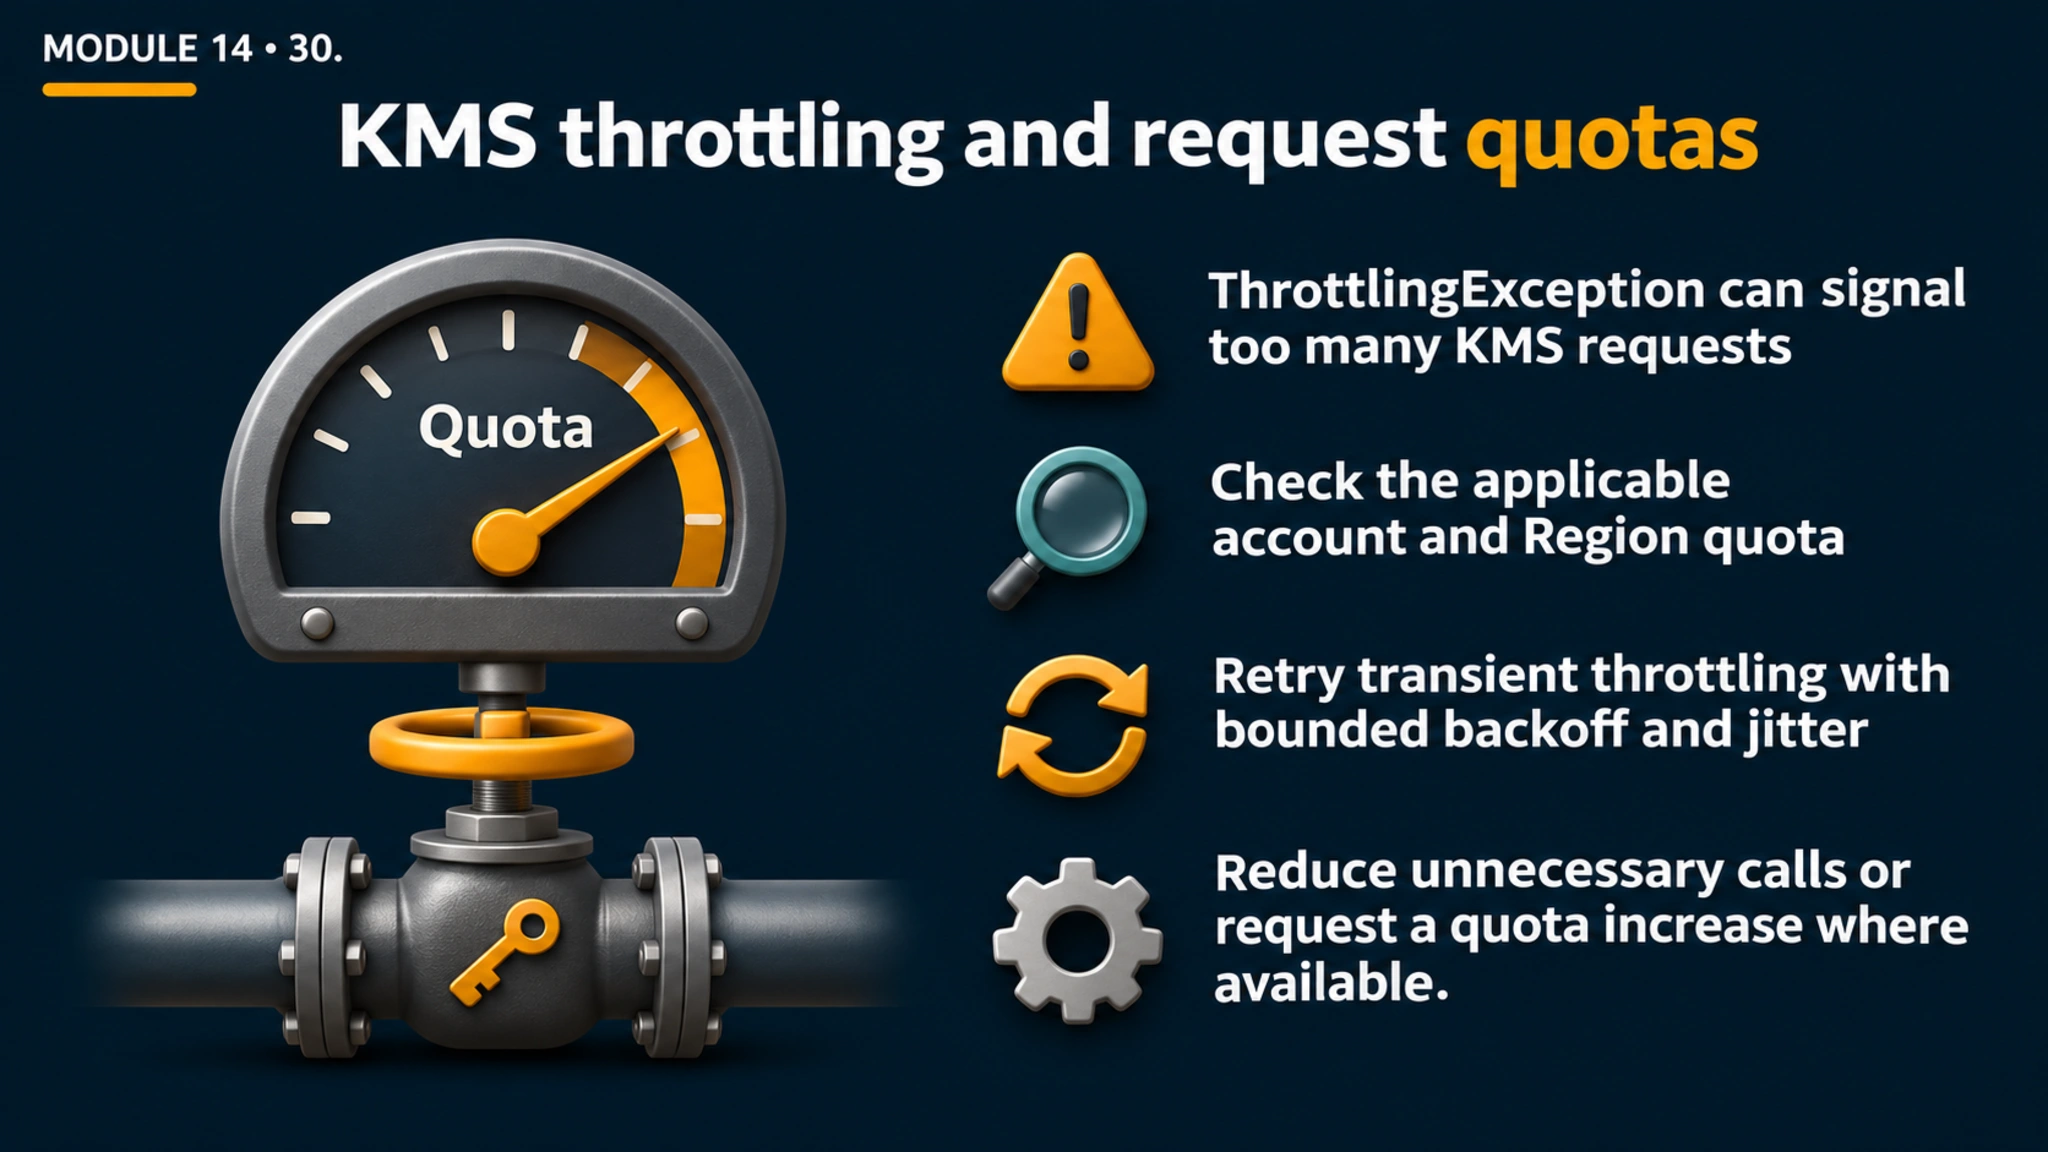 MODULE 14 • 30.
KMS throttling and request quotas
Quota
ThrottlingException can signal
too many KMS requests
Check the applicable
account and Region quota
Retry transient throttling with
bounded backoff and jitter
Reduce unnecessary calls or
request a quota increase where
available.